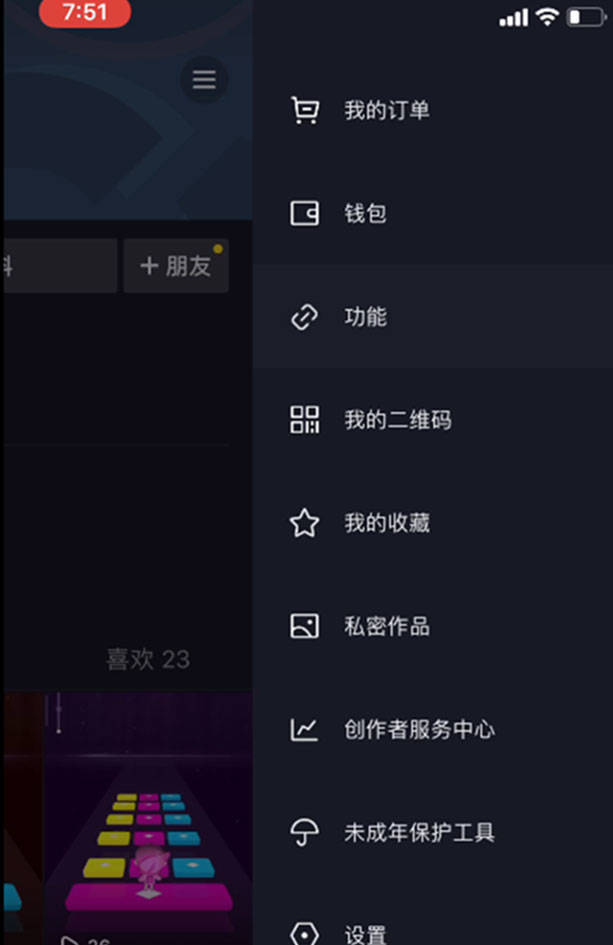 7:51
我的订单
钱包
+ 朋友
功能
我的二维码
我的收藏
私密作品
喜欢 23
创作者服务中心
未成年保护工具
设置